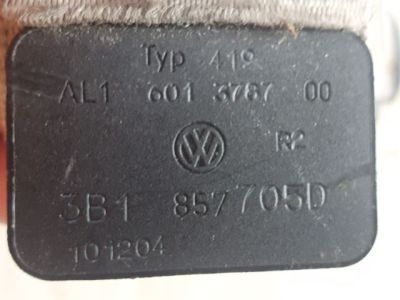 Typ 419
AL1 601 3787 00
R2
3B1 857 705D
101204